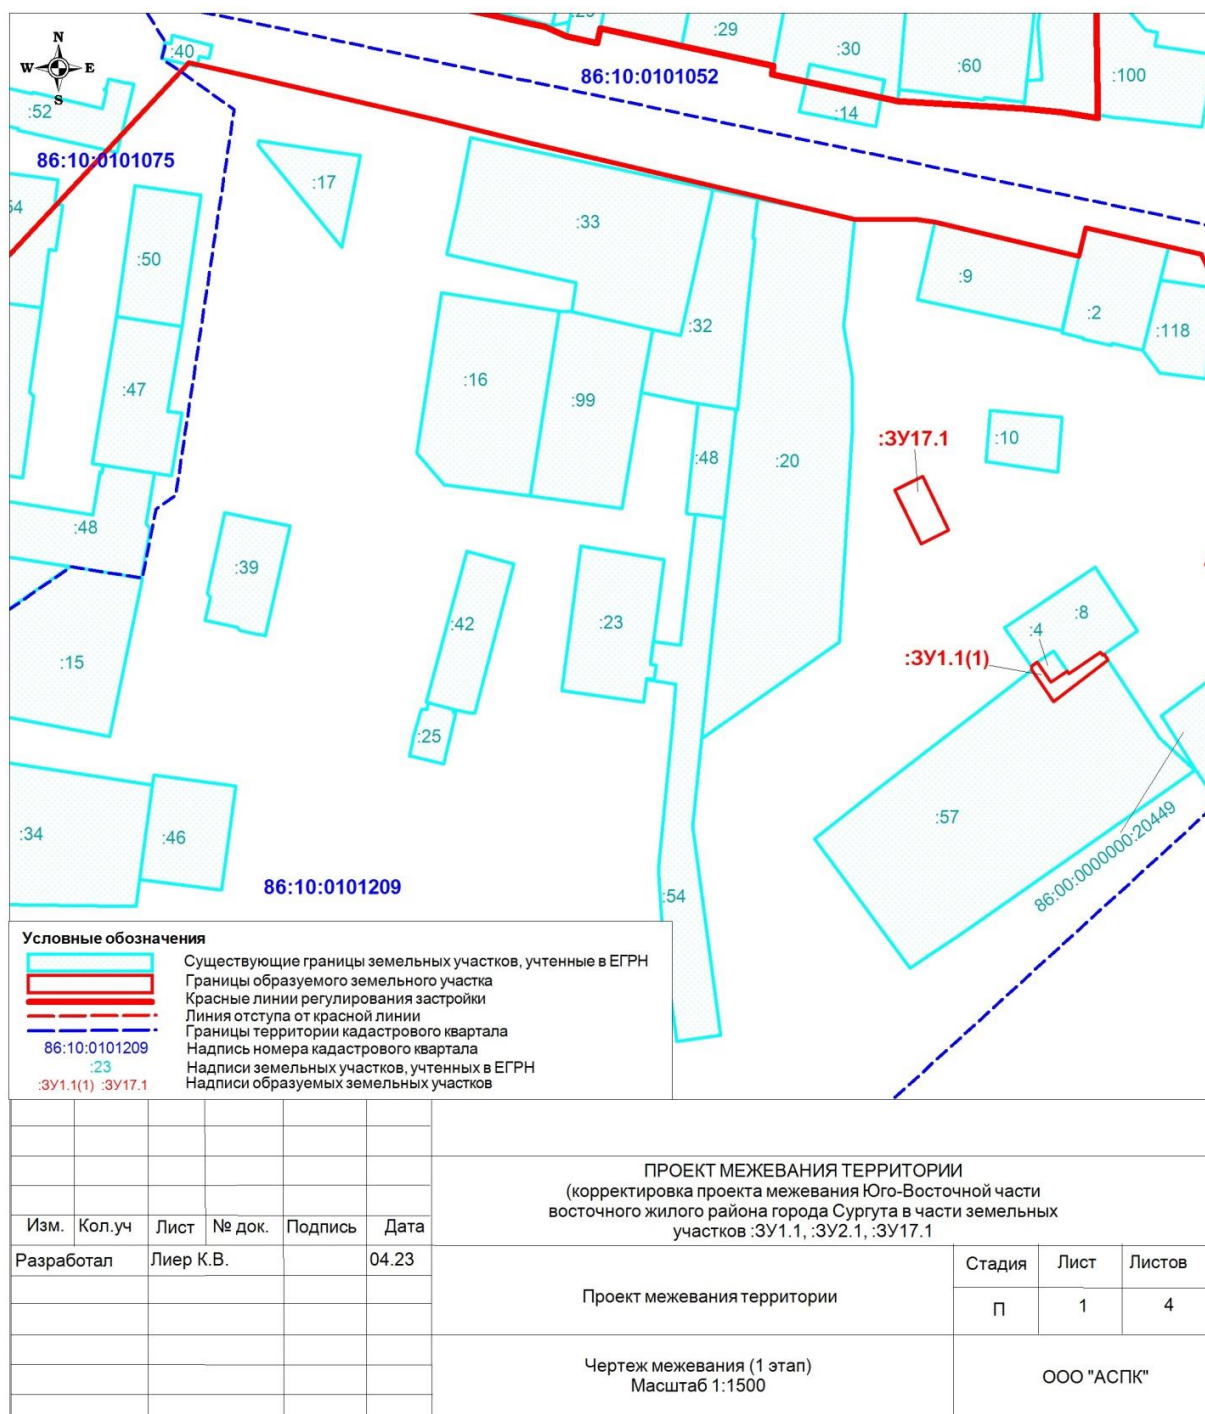 N
W E
S
:40
:29
:30
:60
:100
:52
86:10:0101052
:14
86:10:0101075
:17
:50
:33
:9
:2
:118
:32
:47
:16
:99
:ЗУ17.1
:10
:48
:20
:48
:39
:42
:23
:4
:8
:15
:ЗУ1.1(1)
:25
:34
:46
:57
86:00:0000000:20449
86:10:0101209
:54
Условные обозначения
Существующие границы земельных участков, учтенные в ЕГРН
Границы образуемого земельного участка
Красные линии регулирования застройки
Линия отступа от красной линии
Границы территории кадастрового квартала
86:10:0101209 Надпись номера кадастрового квартала
:23 Надписи земельных участков, учтенных в ЕГРН
:ЗУ1.1(1) :ЗУ17.1 Надписи образуемых земельных участков
ПРОЕКТ МЕЖЕВАНИЯ ТЕРРИТОРИИ
(корректировка проекта межевания Юго-Восточной части
восточного жилого района города Сургута в части земельных
участков :ЗУ1.1, :ЗУ2.1, :ЗУ17.1
Изм. Кол.уч Лист № док. Подпись Дата
Разработал Лиер К.В. 04.23
Проект межевания территории
Стадия Лист Листов
П 1 4
Чертеж межевания (1 этап)
Масштаб 1:1500
ООО "АСПК"